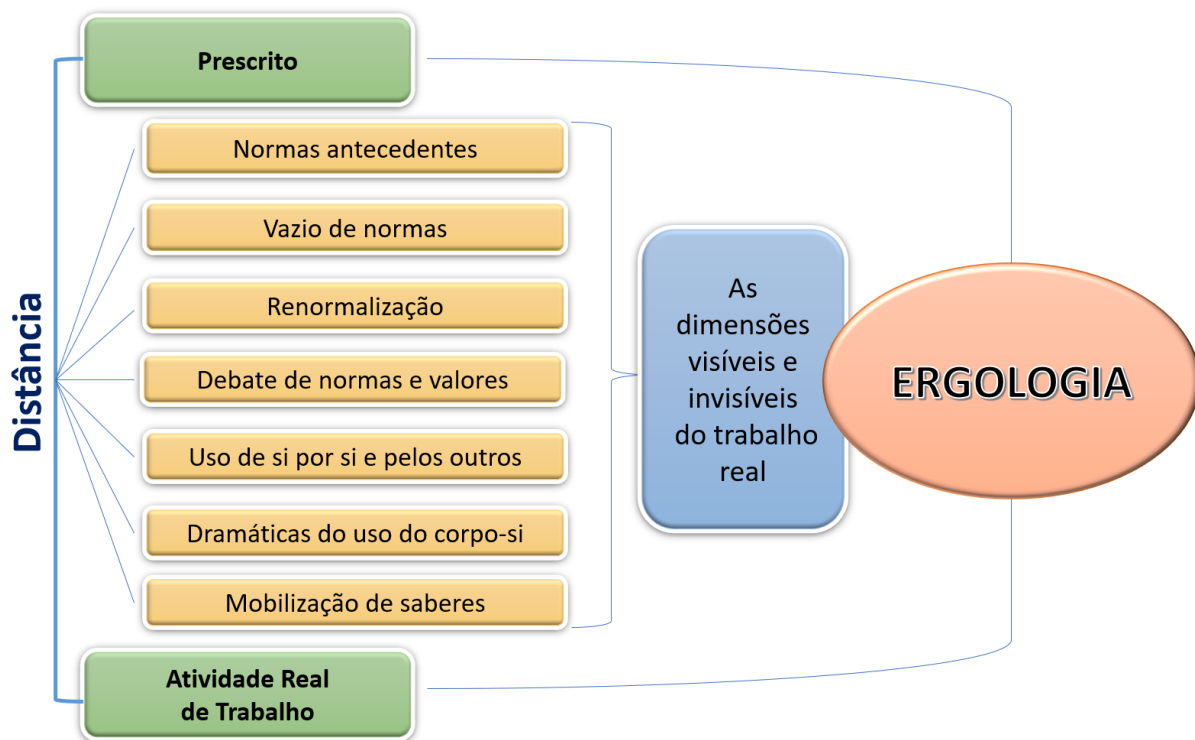 Distância
Prescrito
Normas antecedentes
Vazio de normas
Renormalização
Debate de normas e valores
Uso de si por si e pelos outros
Dramáticas do uso do corpo-si
Mobilização de saberes
Atividade Real
de Trabalho
As
dimensões
visíveis e
invisíveis
do trabalho
real
ERGOLOGIA